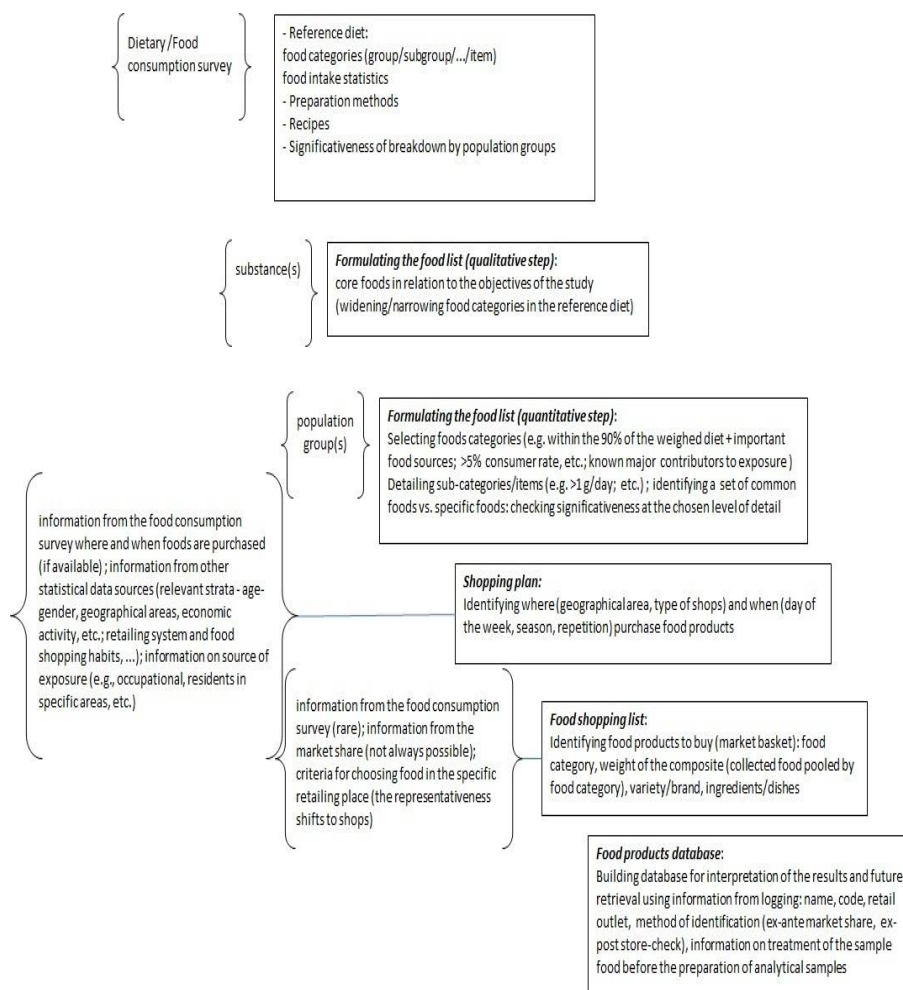 Dietary/Food
consumption survey
- Reference diet:
food categories (group/subgroup/.../item)
food intake statistics
- Preparation methods
- Recipes
- Significativeness of breakdown by population groups
substance(s)
Formulating the food list (qualitative step):
core foods in relation to the objectives of the study
(widening/narrowing food categories in the reference diet)
population
group(s)
Formulating the food list (quantitative step):
Selecting foods categories (e.g. within the 90% of the weighed diet + important
food sources; >5% consumer rate, etc.; known major contributors to exposure )
Detailing sub-categories/items (e.g. >1 g/day; etc.) ; identifying a set of common
foods vs. specific foods: checking significativeness at the chosen level of detail
information from the food consumption
survey where and when foods are purchased
(if available) ; information from other
statistical data sources (relevant strata - age-
gender, geographical areas, economic
activity, etc.; retailing system and food
shopping habits, ...); information on source of
exposure (e.g., occupational, residents in
specific areas, etc.)
Shopping plan:
Identifying where (geographical area, type of shops) and when (day of
the week, season, repetition) purchase food products
information from the food consumption
survey (rare); information from the
market share (not always possible);
criteria for choosing food in the specific
retailing place (the representativeness
shifts to shops)
Food shopping list:
Identifying food products to buy (market basket): food
category, weight of the composite (collected food pooled by
food category), variety/brand, ingredients/dishes
Food products database:
Building database for interpretation of the results and future
retrieval using information from logging: name, code, retail
outlet, method of identification (ex-ante market share, ex-
post store-check), information on treatment of the sample
food before the preparation of analytical samples